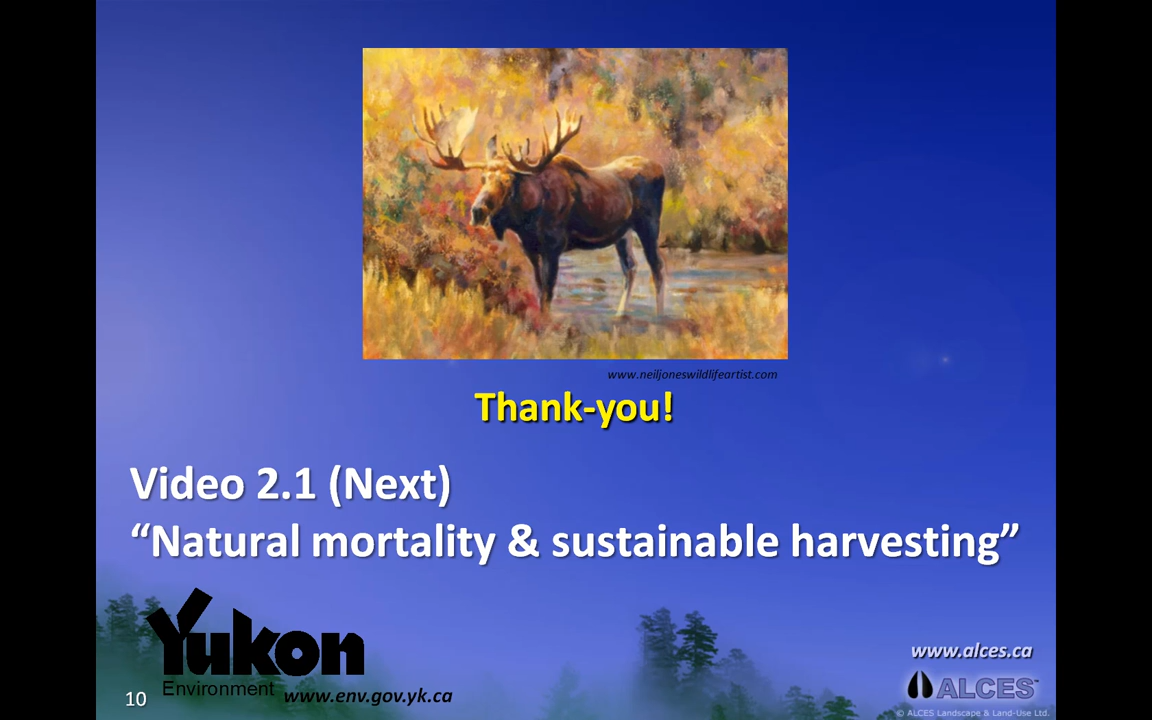 www.neiljoneswildlifeartist.com
Thank-you!
Video 2.1 (Next)
“Natural mortality & sustainable harvesting”
Yukon
Environment www.env.gov.yk.ca
10
www.alces.ca
ALCES™
© ALCES Landscape & Land-Use Ltd.